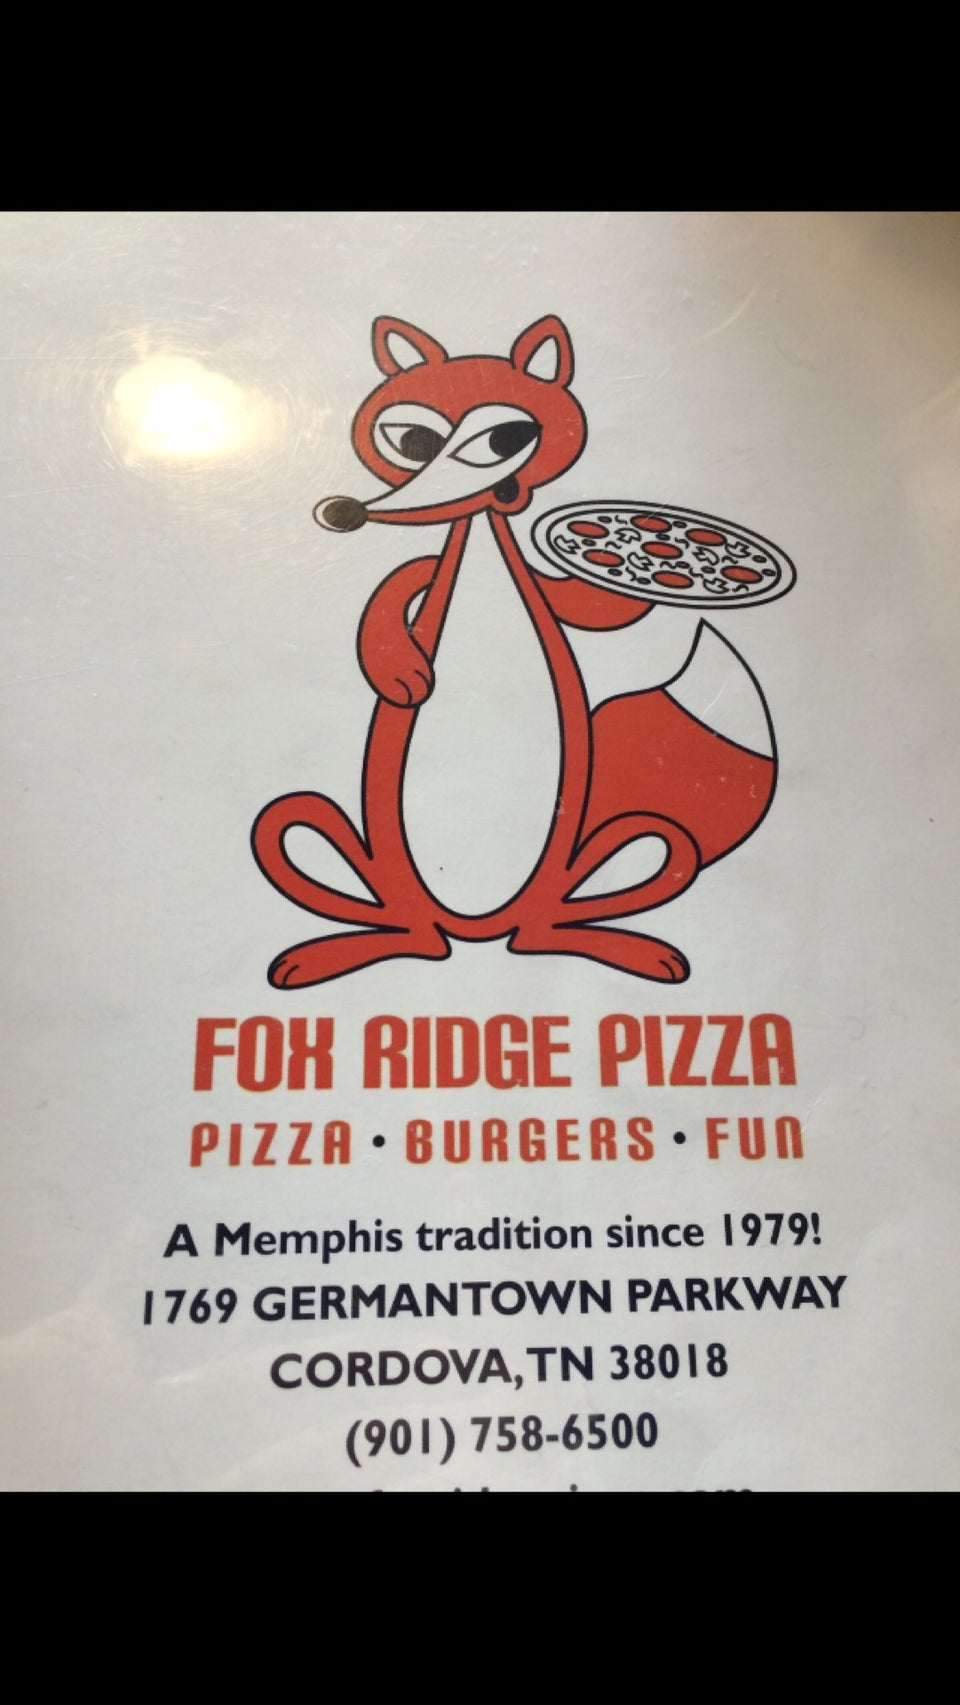 FOX RIDGE PIZZA
PIZZA • BURGERS • FUN
A Memphis tradition since 1979!
1769 GERMANTOWN PARKWAY
CORDOVA, TN 38018
(901) 758-6500